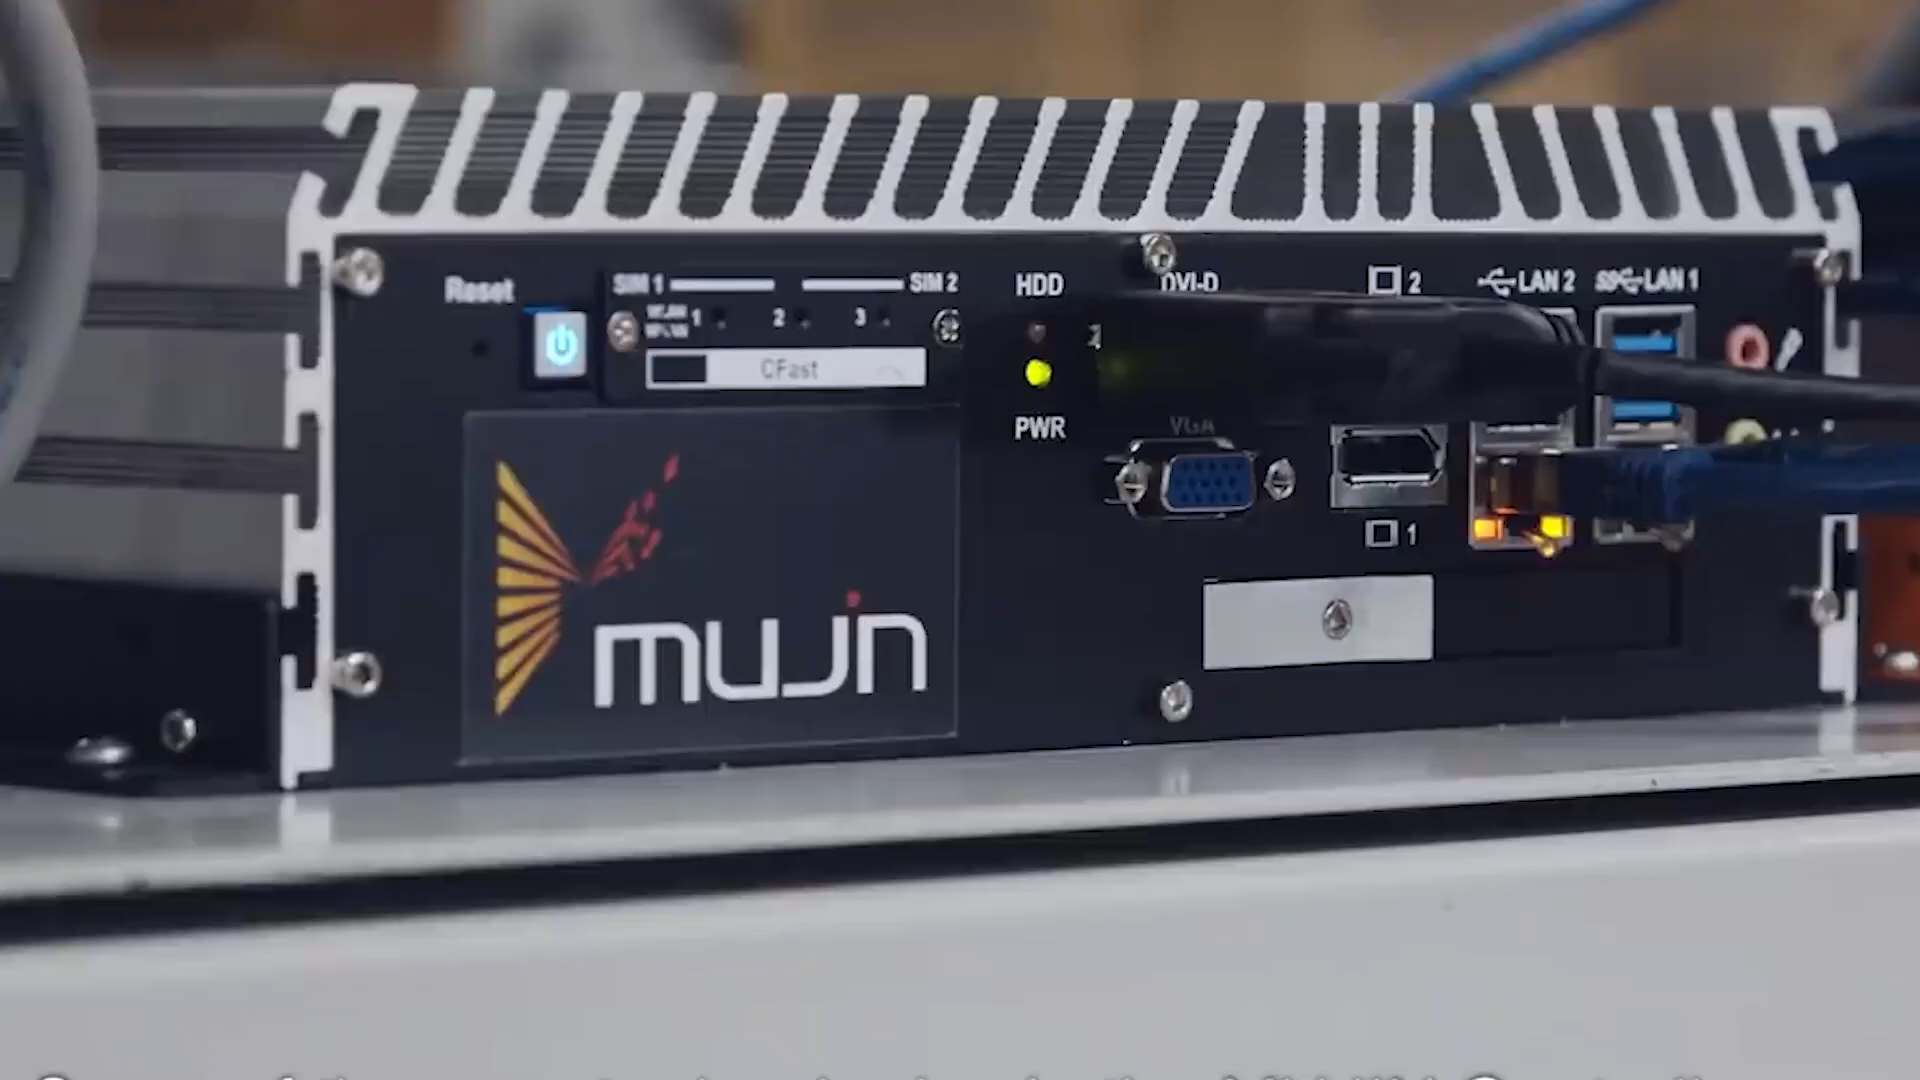 Reset
SIM 1
SIM 2
1 2 3
CFast
HDD
PWR
DVI-D
2
LAN 2
SS LAN 1
VGA
1
mujin